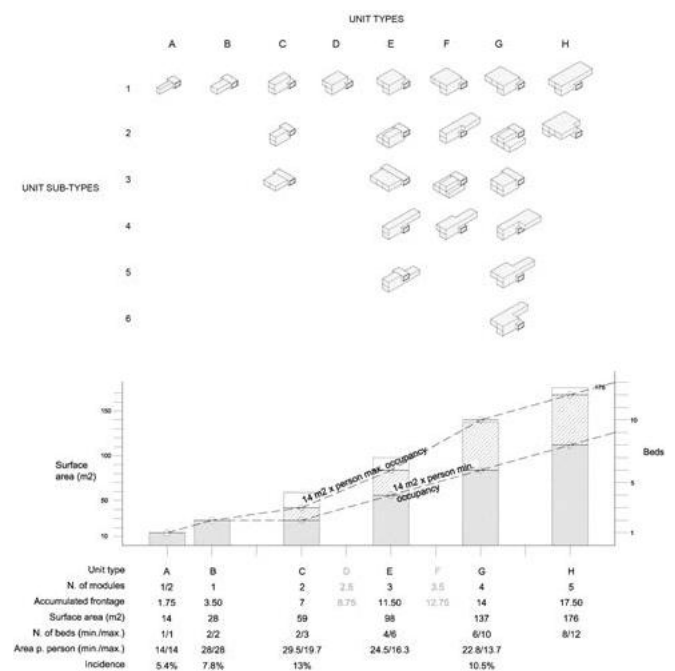 UNIT TYPES
A B C D E F G H
1
2
3
UNIT SUB-TYPES
4
5
6
150
100
50
10
Surface
area (m2)
14 m2 x person max. occupancy
14 m2 x person min.
occupancy
175
10
5
1
Beds
Unit type A B C D E F G H
N. of modules 1/2 1 2 2.5 3 3.5 4 5
Accumulated frontage 1.75 3.50 7 8.75 11.50 12.75 14 17.50
Surface area (m2) 14 28 59 98 137 176
N. of beds (min./max.) 1/1 2/2 2/3 4/6 6/10 8/12
Area p. person (min./max.) 14/14 28/28 29.5/19.7 24.5/16.3 22.8/13.7
Incidence 5.4% 7.8% 13% 10.5%